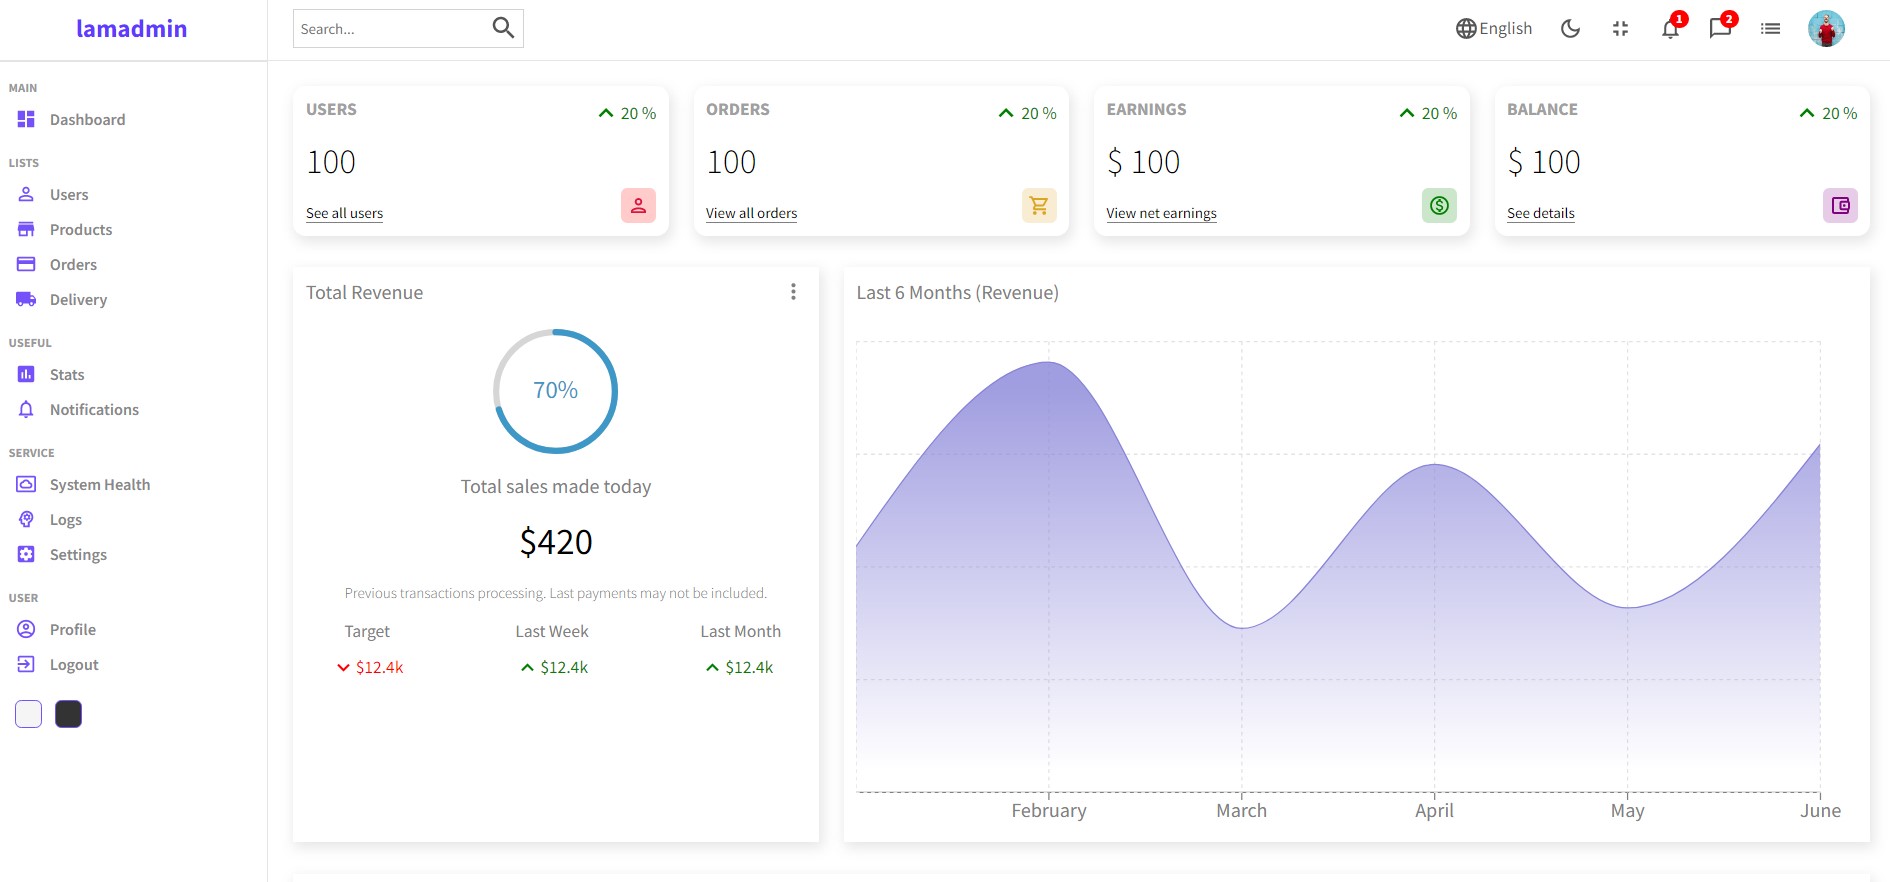 lamadmin
Search...
English
1
2
MAIN
Dashboard
LISTS
Users
Products
Orders
Delivery
USEFUL
Stats
Notifications
SERVICE
System Health
Logs
Settings
USER
Profile
Logout
USERS
20 %
100
See all users
ORDERS
20 %
100
View all orders
EARNINGS
20 %
$ 100
View net earnings
BALANCE
20 %
$ 100
See details
Total Revenue
70%
Total sales made today
$420
Previous transactions processing. Last payments may not be included.
Target Last Week Last Month
$12.4k $12.4k $12.4k
Last 6 Months (Revenue)
February March April May June